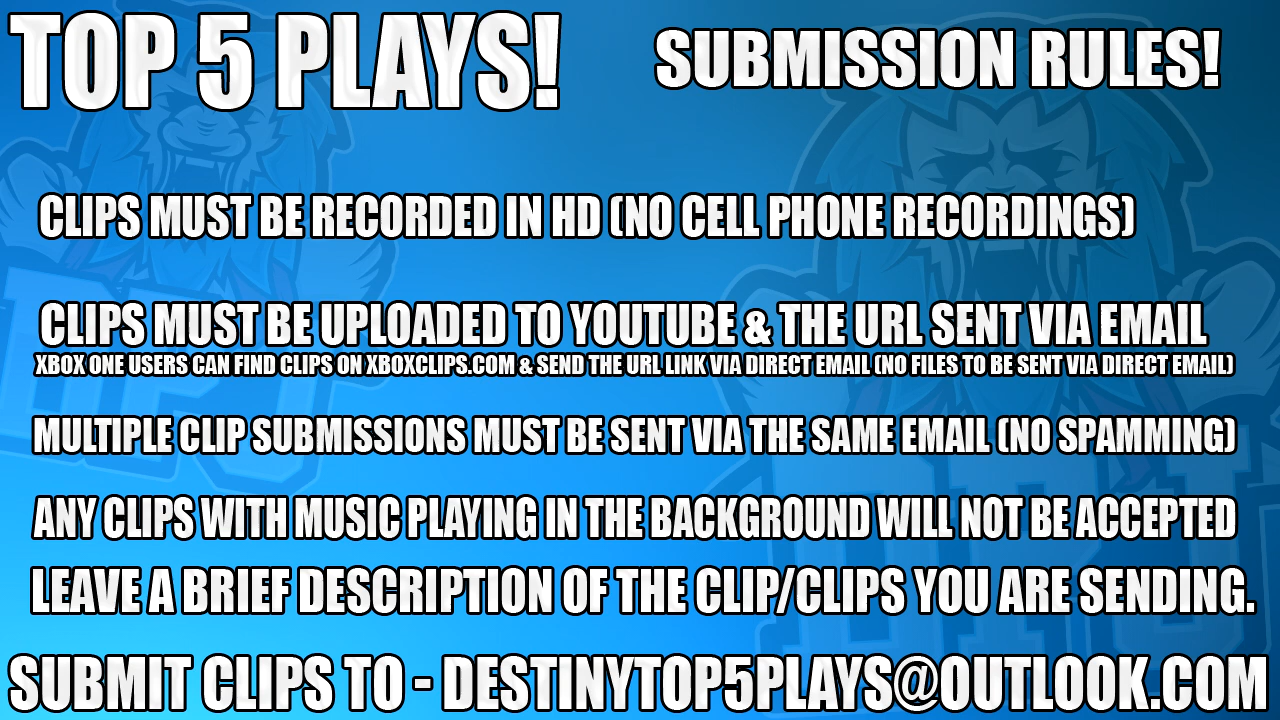 TOP 5 PLAYS!
SUBMISSION RULES!
CLIPS MUST BE RECORDED IN HD (NO CELL PHONE RECORDINGS)
CLIPS MUST BE UPLOADED TO YOUTUBE & THE URL SENT VIA EMAIL
XBOX ONE USERS CAN FIND CLIPS ON XBOXCLIPS.COM & SEND THE URL LINK VIA DIRECT EMAIL (NO FILES TO BE SENT VIA DIRECT EMAIL)
MULTIPLE CLIP SUBMISSIONS MUST BE SENT VIA THE SAME EMAIL (NO SPAMMING)
ANY CLIPS WITH MUSIC PLAYING IN THE BACKGROUND WILL NOT BE ACCEPTED
LEAVE A BRIEF DESCRIPTION OF THE CLIP/CLIPS YOU ARE SENDING.
SUBMIT CLIPS TO - DESTINYTOP5PLAYS@OUTLOOK.COM